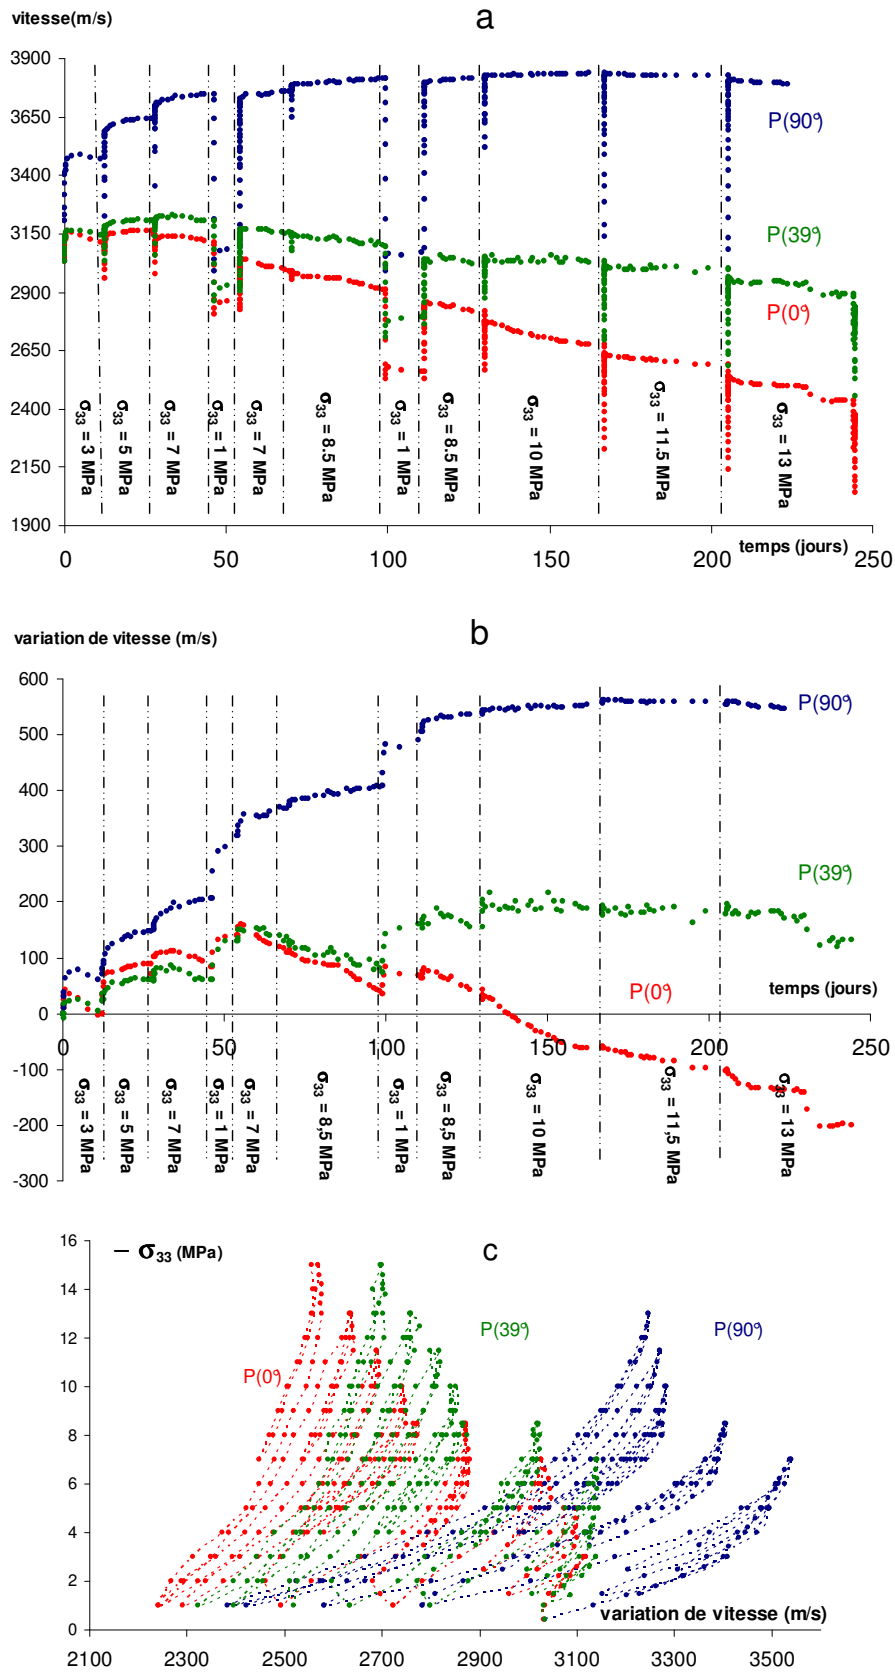 vitesse(m/s)
a
3900
3650
3400
3150
2900
2650
2400
2150
1900
P(90°)
P(39°)
P(0°)
σ33 = 3 MPa
σ33 = 5 MPa
σ33 = 7 MPa
σ33 = 1 MPa
σ33 = 7 MPa
σ33 = 8.5 MPa
σ33 = 1 MPa
σ33 = 8.5 MPa
σ33 = 10 MPa
σ33 = 11.5 MPa
σ33 = 13 MPa
temps (jours)
0 50 100 150 200 250
variation de vitesse (m/s)
b
600
500
400
300
200
100
0
-100
-200
-300
P(90°)
P(39°)
P(0°)
temps (jours)
0 50 100 150 200 250
σ33 = 3 MPa
σ33 = 5 MPa
σ33 = 7 MPa
σ33 = 1 MPa
σ33 = 7 MPa
σ33 = 8,5 MPa
σ33 = 1 MPa
σ33 = 8,5 MPa
σ33 = 10 MPa
σ33 = 11,5 MPa
σ33 = 13 MPa
16
14
12
10
8
6
4
2
0
− σ33 (MPa)
c
P(0°)
P(39°)
P(90°)
variation de vitesse (m/s)
2100 2300 2500 2700 2900 3100 3300 3500